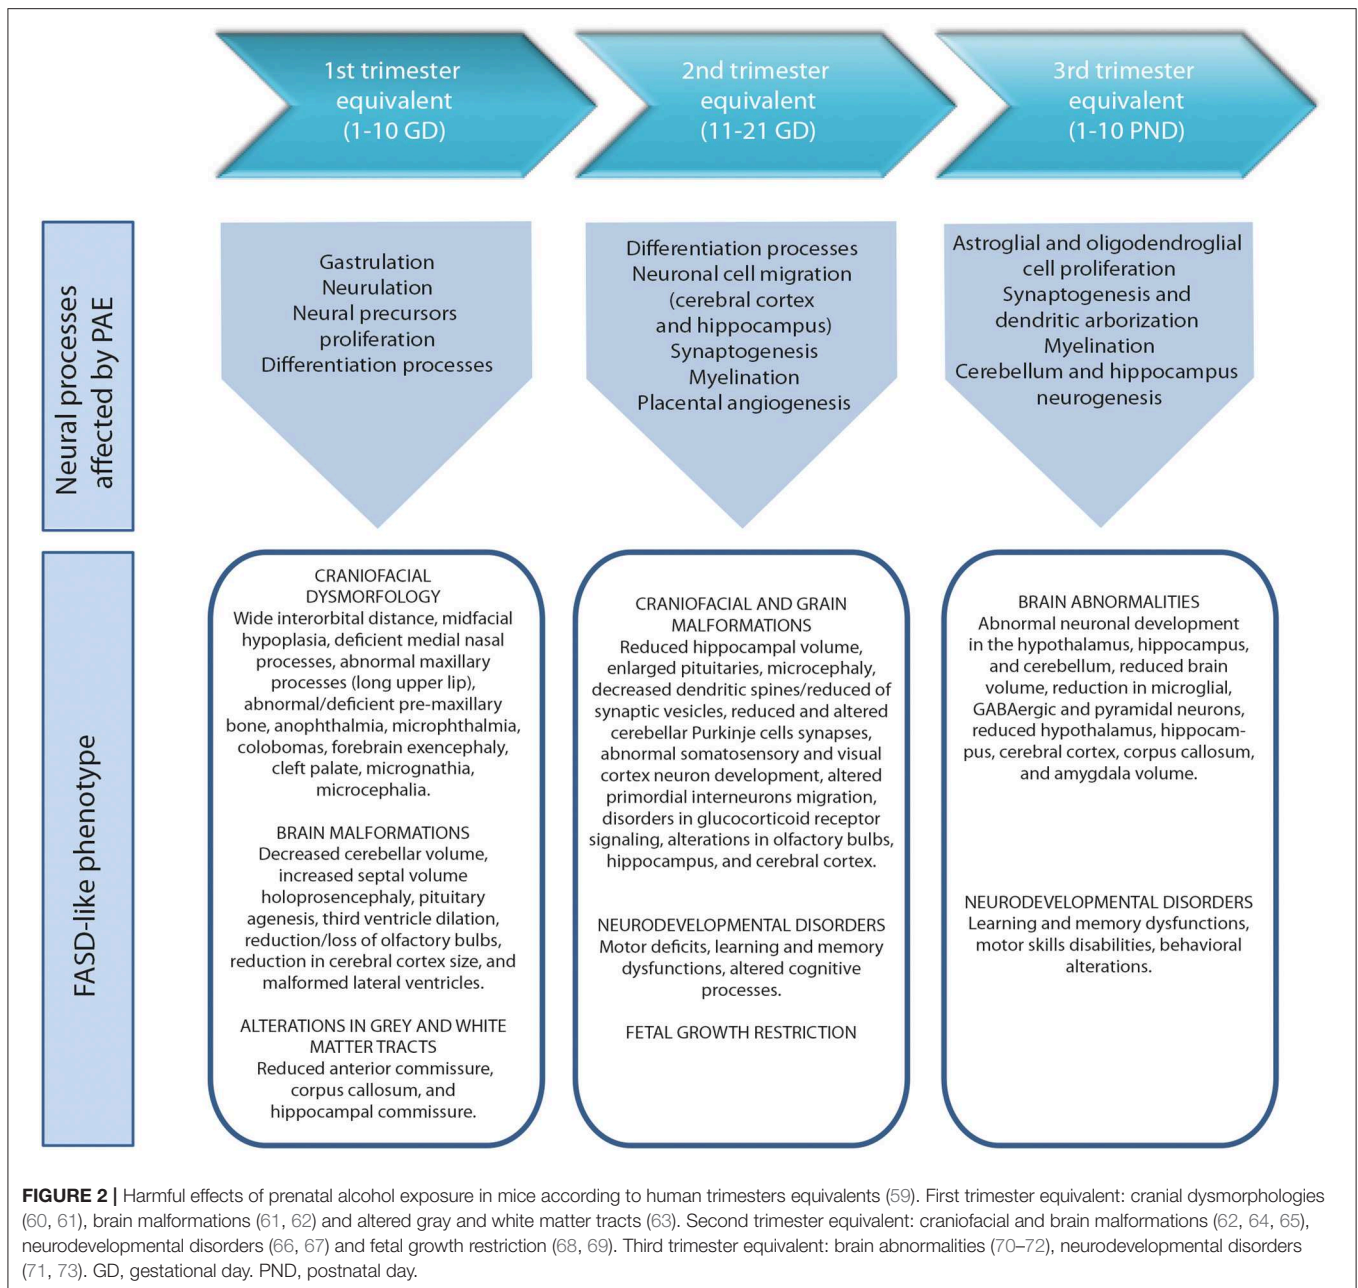 1st trimester
equivalent
(1-10 GD)
2nd trimester
equivalent
(11-21 GD)
3rd trimester
equivalent
(1-10 PND)
Neural processes
affected by PAE
Gastrulation
Neurulation
Neural precursors
proliferation
Differentiation processes
Differentiation processes
Neuronal cell migration
(cerebral cortex
and hippocampus)
Synaptogenesis
Myelination
Placental angiogenesis
Astroglial and oligodendroglial
cell proliferation
Synaptogenesis and
dendritic arborization
Myelination
Cerebellum and hippocampus
neurogenesis
FASD-like phenotype
CRANIOFACIAL
DYSMORFOLOGY
Wide interorbital distance, midfacial
hypoplasia, deficient medial nasal
processes, abnormal maxillary
processes (long upper lip),
abnormal/deficient pre-maxillary
bone, anophthalmia, microphthalmia,
colobomas, forebrain exencephaly,
cleft palate, micrognathia,
microcephalia.
BRAIN MALFORMATIONS
Decreased cerebellar volume,
increased septal volume
holoprosencephaly, pituitary
agenesis, third ventricle dilation,
reduction/loss of olfactory bulbs,
reduction in cerebral cortex size, and
malformed lateral ventricles.
ALTERATIONS IN GREY AND WHITE
MATTER TRACTS
Reduced anterior commissure,
corpus callosum, and
hippocampal commissure.
CRANIOFACIAL AND GRAIN
MALFORMATIONS
Reduced hippocampal volume,
enlarged pituitaries, microcephaly,
decreased dendritic spines/reduced of
synaptic vesicles, reduced and altered
cerebellar Purkinje cells synapses,
abnormal somatosensory and visual
cortex neuron development, altered
primordial interneurons migration,
disorders in glucocorticoid receptor
signaling, alterations in olfactory bulbs,
hippocampus, and cerebral cortex.
NEURODEVELOPMENTAL DISORDERS
Motor deficits, learning and memory
dysfunctions, altered cognitive
processes.
FETAL GROWTH RESTRICTION
BRAIN ABNORMALITIES
Abnormal neuronal development
in the hypothalamus, hippocampus,
and cerebellum, reduced brain
volume, reduction in microglial,
GABAergic and pyramidal neurons,
reduced hypothalamus, hippocam-
pus, cerebral cortex, corpus callosum,
and amygdala volume.
NEURODEVELOPMENTAL DISORDERS
Learning and memory dysfunctions,
motor skills disabilities, behavioral
alterations.
FIGURE 2 | Harmful effects of prenatal alcohol exposure in mice according to human trimesters equivalents (59). First trimester equivalent: cranial dysmorphologies
(60, 61), brain malformations (61, 62) and altered gray and white matter tracts (63). Second trimester equivalent: craniofacial and brain malformations (62, 64, 65),
neurodevelopmental disorders (66, 67) and fetal growth restriction (68, 69). Third trimester equivalent: brain abnormalities (70–72), neurodevelopmental disorders
(71, 73). GD, gestational day. PND, postnatal day.